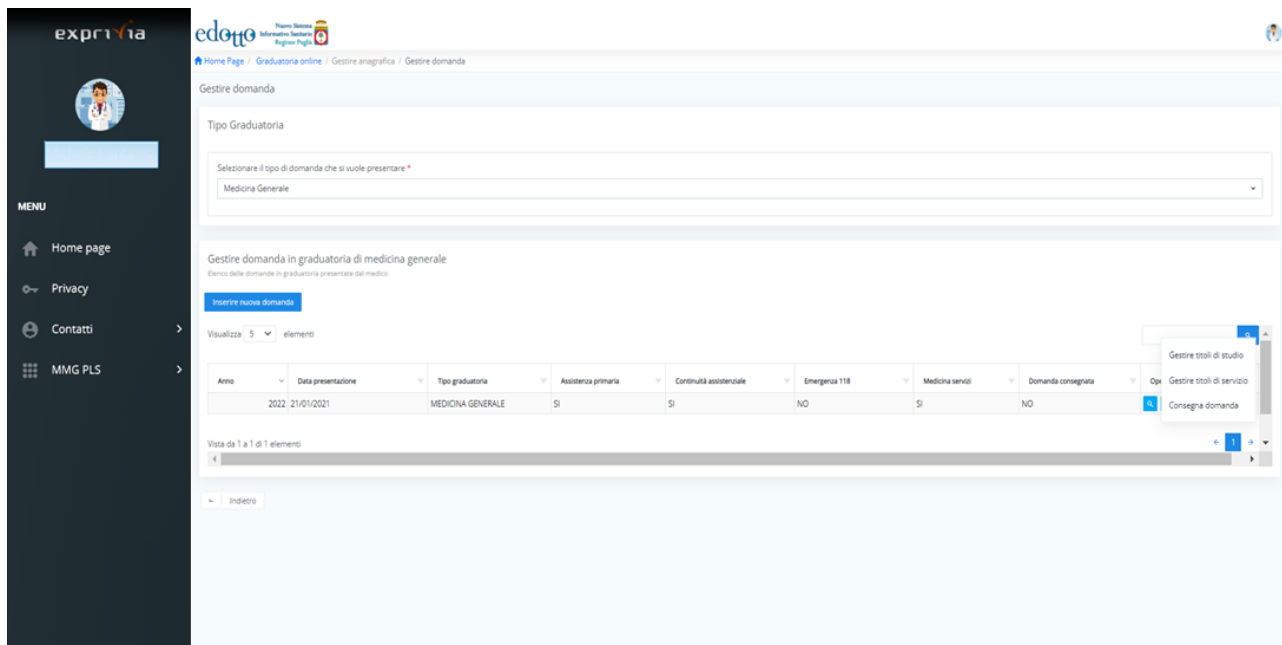 exprivia
edotto Nuovo Sistema Informativo Sanitario Regione Puglia
Home Page / Graduatoria online / Gestire anagrafica / Gestire domanda
Gestire domanda
Tipo Graduatoria
Selezionare il tipo di domanda che si vuole presentare *
Medicina Generale
MENU
Home page
Privacy
Contatti
MMG PLS
Gestire domanda in graduatoria di medicina generale
Elenco delle domande in graduatoria presentate dal medico
Inserire nuova domanda
Visualizza 5 elementi
Gestire titoli di studio
Gestire titoli di servizio
Consegna domanda
Anno Data presentazione Tipo graduatoria Assistenza primaria Continuità assistenziale Emergenza 118 Medicina servizi Domanda consegnata Ope
2022 21/01/2021 MEDICINA GENERALE SI SI NO SI NO
Vista da 1 a 1 di 1 elementi
← 1 →
Indietro